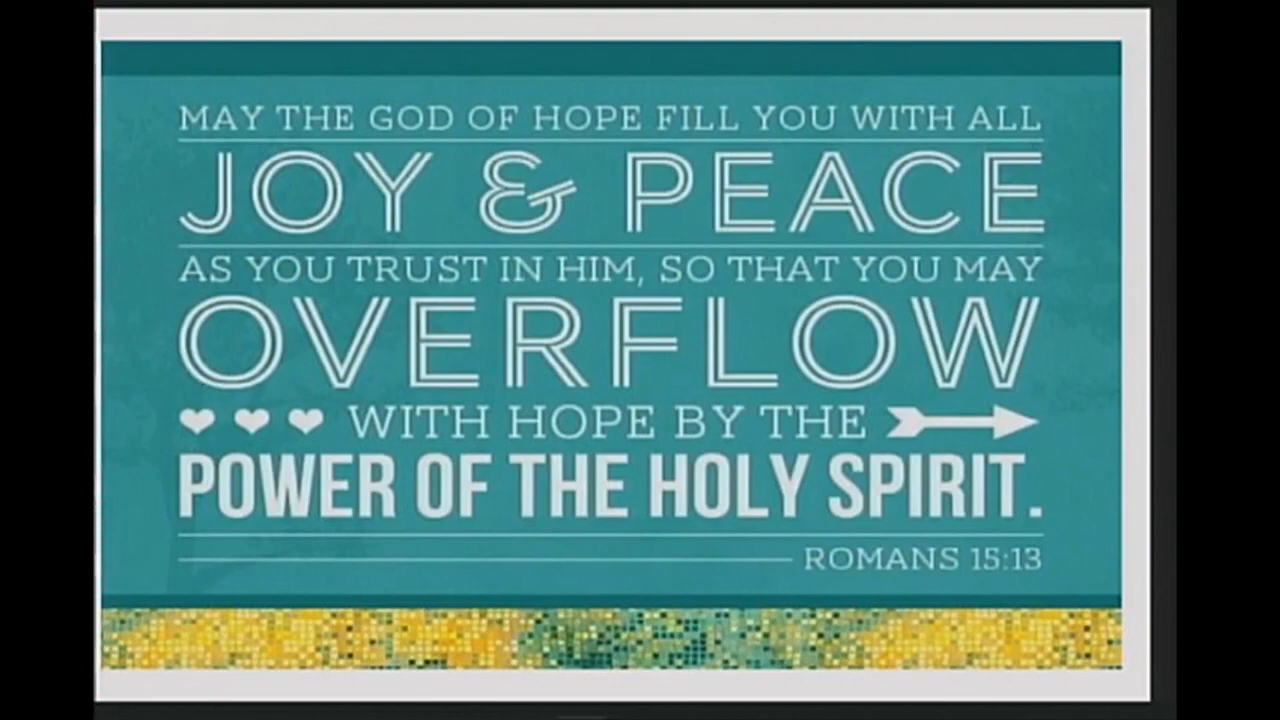 MAY THE GOD OF HOPE FILL YOU WITH ALL
JOY & PEACE
AS YOU TRUST IN HIM, SO THAT YOU MAY
OVERFLOW
WITH HOPE BY THE
POWER OF THE HOLY SPIRIT.
ROMANS 15:13